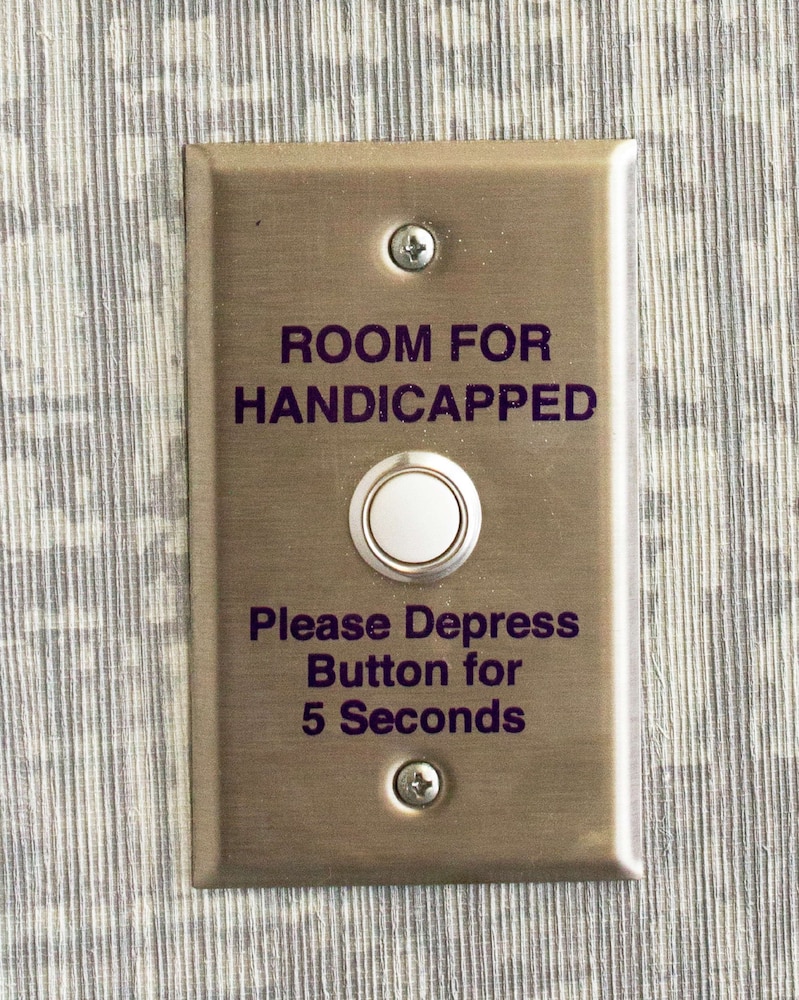 ROOM FOR
HANDICAPPED
Please Depress
Button for
5 Seconds